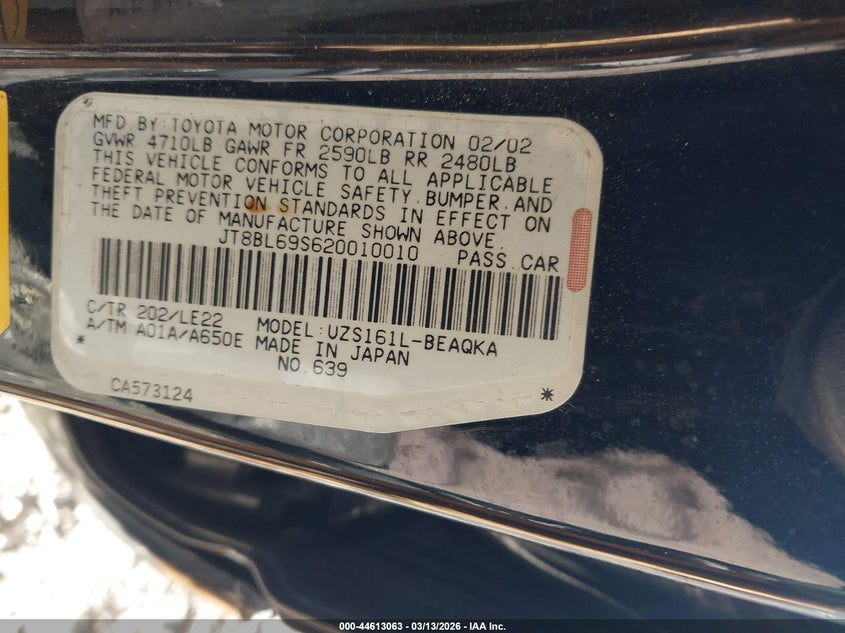 MFD BY:TOYOTA MOTOR CORPORATION 02/02
GVWR 4710LB GAWR FR 2590LB RR 2480LB
THIS VEHICLE CONFORMS TO ALL APPLICABLE
FEDERAL MOTOR VEHICLE SAFETY,BUMPER,AND
THEFT PREVENTION STANDARDS IN EFFECT ON
THE DATE OF MANUFACTURE SHOWN ABOVE.
JT8BL69S620010010 PASS.CAR
C/TR 202/LE22 MODEL:UZS161L-BEAQKA
A/TM A01A/A650E MADE IN JAPAN
NO.639
CA573124
000-44613063 — 03/13/2026 — IAA Inc.